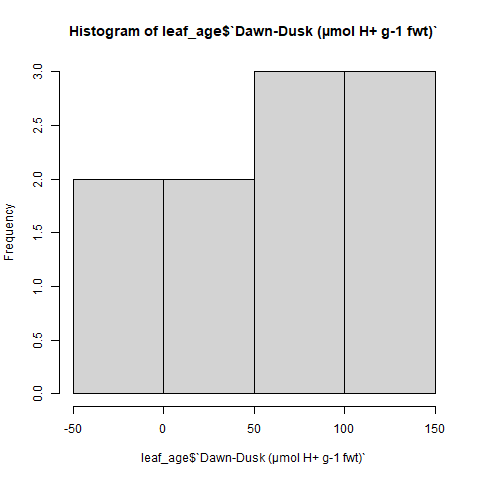 Histogram of leaf_age$`Dawn-Dusk (µmol H+ g-1 fwt)`
3.0
2.5
2.0
1.5
1.0
0.5
0.0
Frequency
-50 0 50 100 150
leaf_age$`Dawn-Dusk (µmol H+ g-1 fwt)`